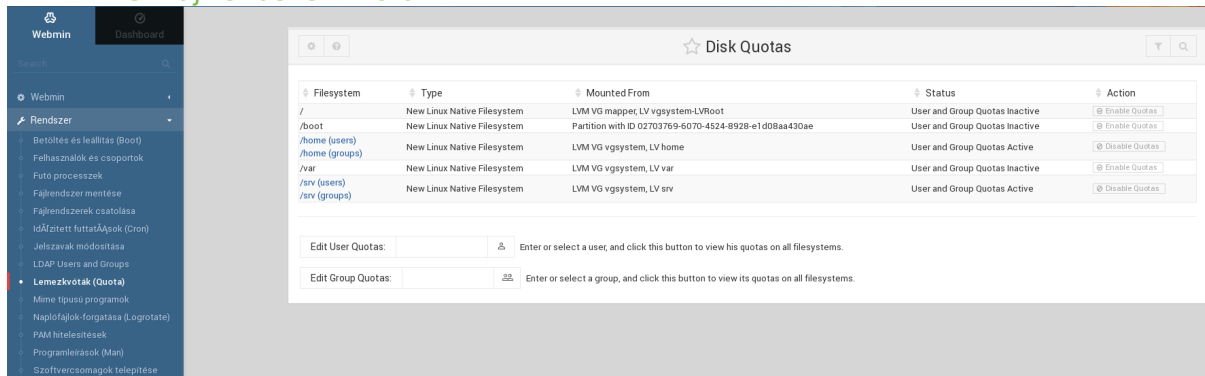 Webmin
Dashboard
Search
Webmin
Rendszer
Betöltés és leállítás (Boot)
Felhasználók és csoportok
Futó processzek
Fájlrendszer mentése
Fájlrendszerek csatolása
Jelszavak módosítása
LDAP Users and Groups
Lemezkvóták (Quota)
Mime típusú programok
Naplófájlok-forgatása (Logrotate)
PAM hitelesítések
Programleírások (Man)
Szoftvercsomagok telepítése
Disk Quotas
Filesystem Type Mounted From Status Action
/ New Linux Native Filesystem LVM VG mapper, LV vgsystem-LVRoot User and Group Quotas Inactive Enable Quotas
/boot New Linux Native Filesystem Partition with ID 02703769-6070-4524-8928-e1d08aa430ae User and Group Quotas Inactive Enable Quotas
/home (users)
/home (groups) New Linux Native Filesystem LVM VG vgsystem, LV home User and Group Quotas Active Disable Quotas
/var New Linux Native Filesystem LVM VG vgsystem, LV var User and Group Quotas Inactive Enable Quotas
/srv (users)
/srv (groups) New Linux Native Filesystem LVM VG vgsystem, LV srv User and Group Quotas Active Disable Quotas
Edit User Quotas: Enter or select a user, and click this button to view his quotas on all filesystems.
Edit Group Quotas: Enter or select a group, and click this button to view its quotas on all filesystems.